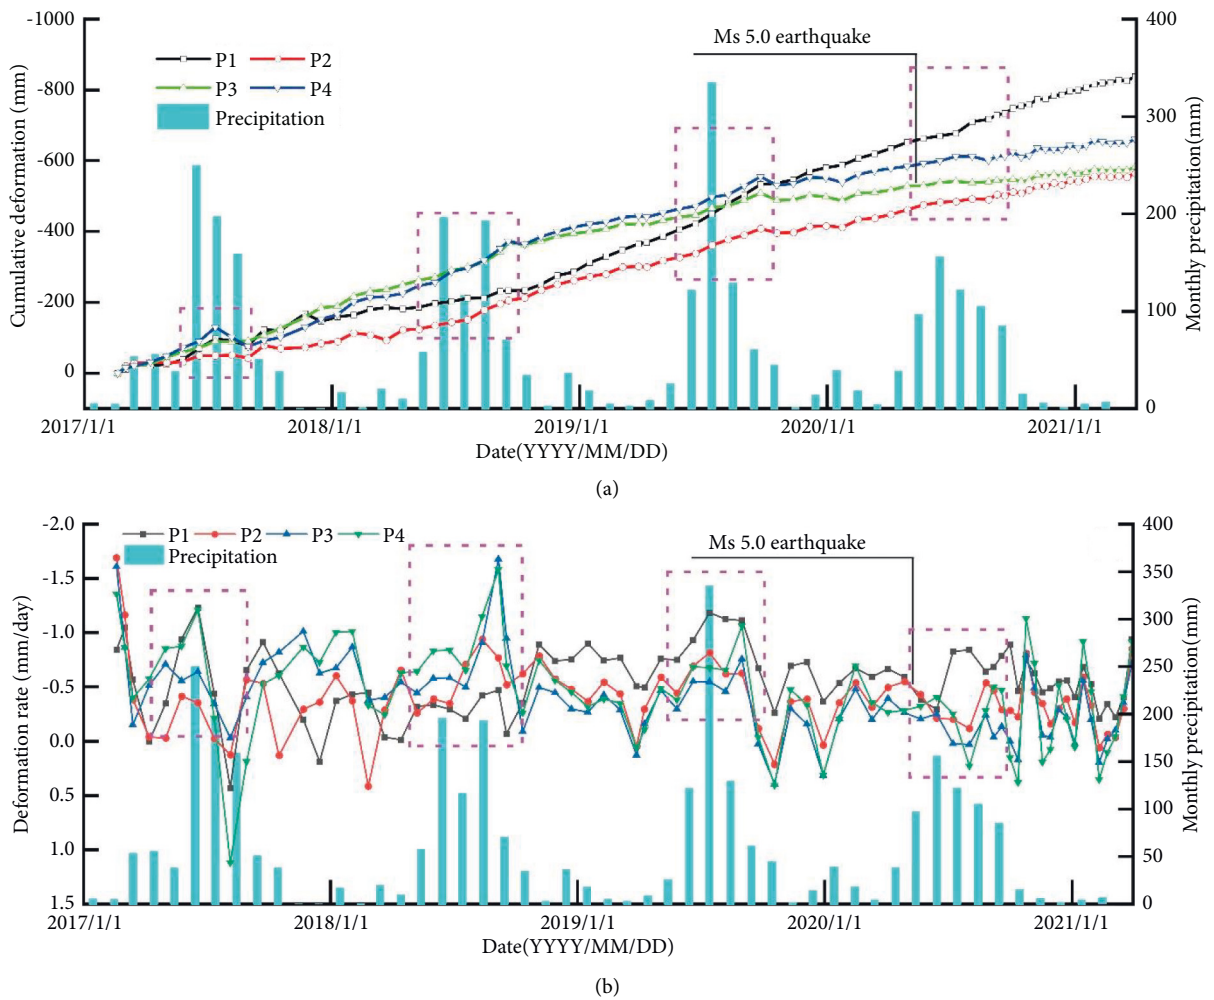 -1000
-800
-600
-400
-200
0
Cumulative deformation (mm)
400
300
200
100
0
Monthly precipitation(mm)
P1 P2
P3 P4
Precipitation
Ms 5.0 earthquake
2017/1/1 2018/1/1 2019/1/1 2020/1/1 2021/1/1
Date(YYYY/MM/DD)
(a)
-2.0
-1.5
-1.0
-0.5
0.0
0.5
1.0
1.5
Deformation rate (mm/day)
400
350
300
250
200
150
100
50
0
Monthly precipitation(mm)
P1 P2 P3 P4
Precipitation
Ms 5.0 earthquake
2017/1/1 2018/1/1 2019/1/1 2020/1/1 2021/1/1
Date(YYYY/MM/DD)
(b)